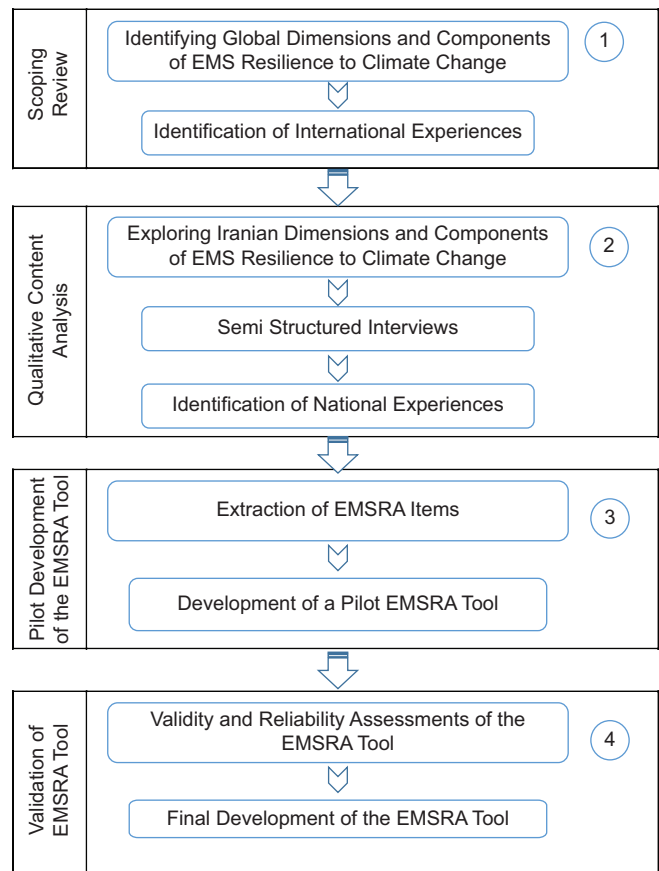 Scoping
Review
Identifying Global Dimensions and Components
of EMS Resilience to Climate Change
1
Identification of International Experiences
Qualitative Content
Analysis
Exploring Iranian Dimensions and Components
of EMS Resilience to Climate Change
2
Semi Structured Interviews
Identification of National Experiences
Pilot Development
of the EMSRA Tool
Extraction of EMSRA Items
3
Development of a Pilot EMSRA Tool
Validation of
EMSRA Tool
Validity and Reliability Assessments of the
EMSRA Tool
4
Final Development of the EMSRA Tool